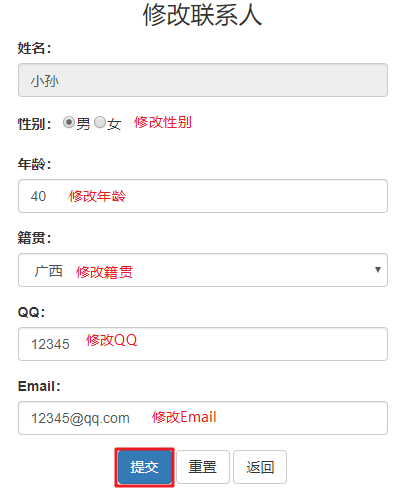 修改联系人
姓名：
小孙
性别： 男 女 修改性别
年龄：
40 修改年龄
籍贯：
广西 修改籍贯
QQ：
12345 修改QQ
Email：
12345@qq.com 修改Email
提交 重置 返回